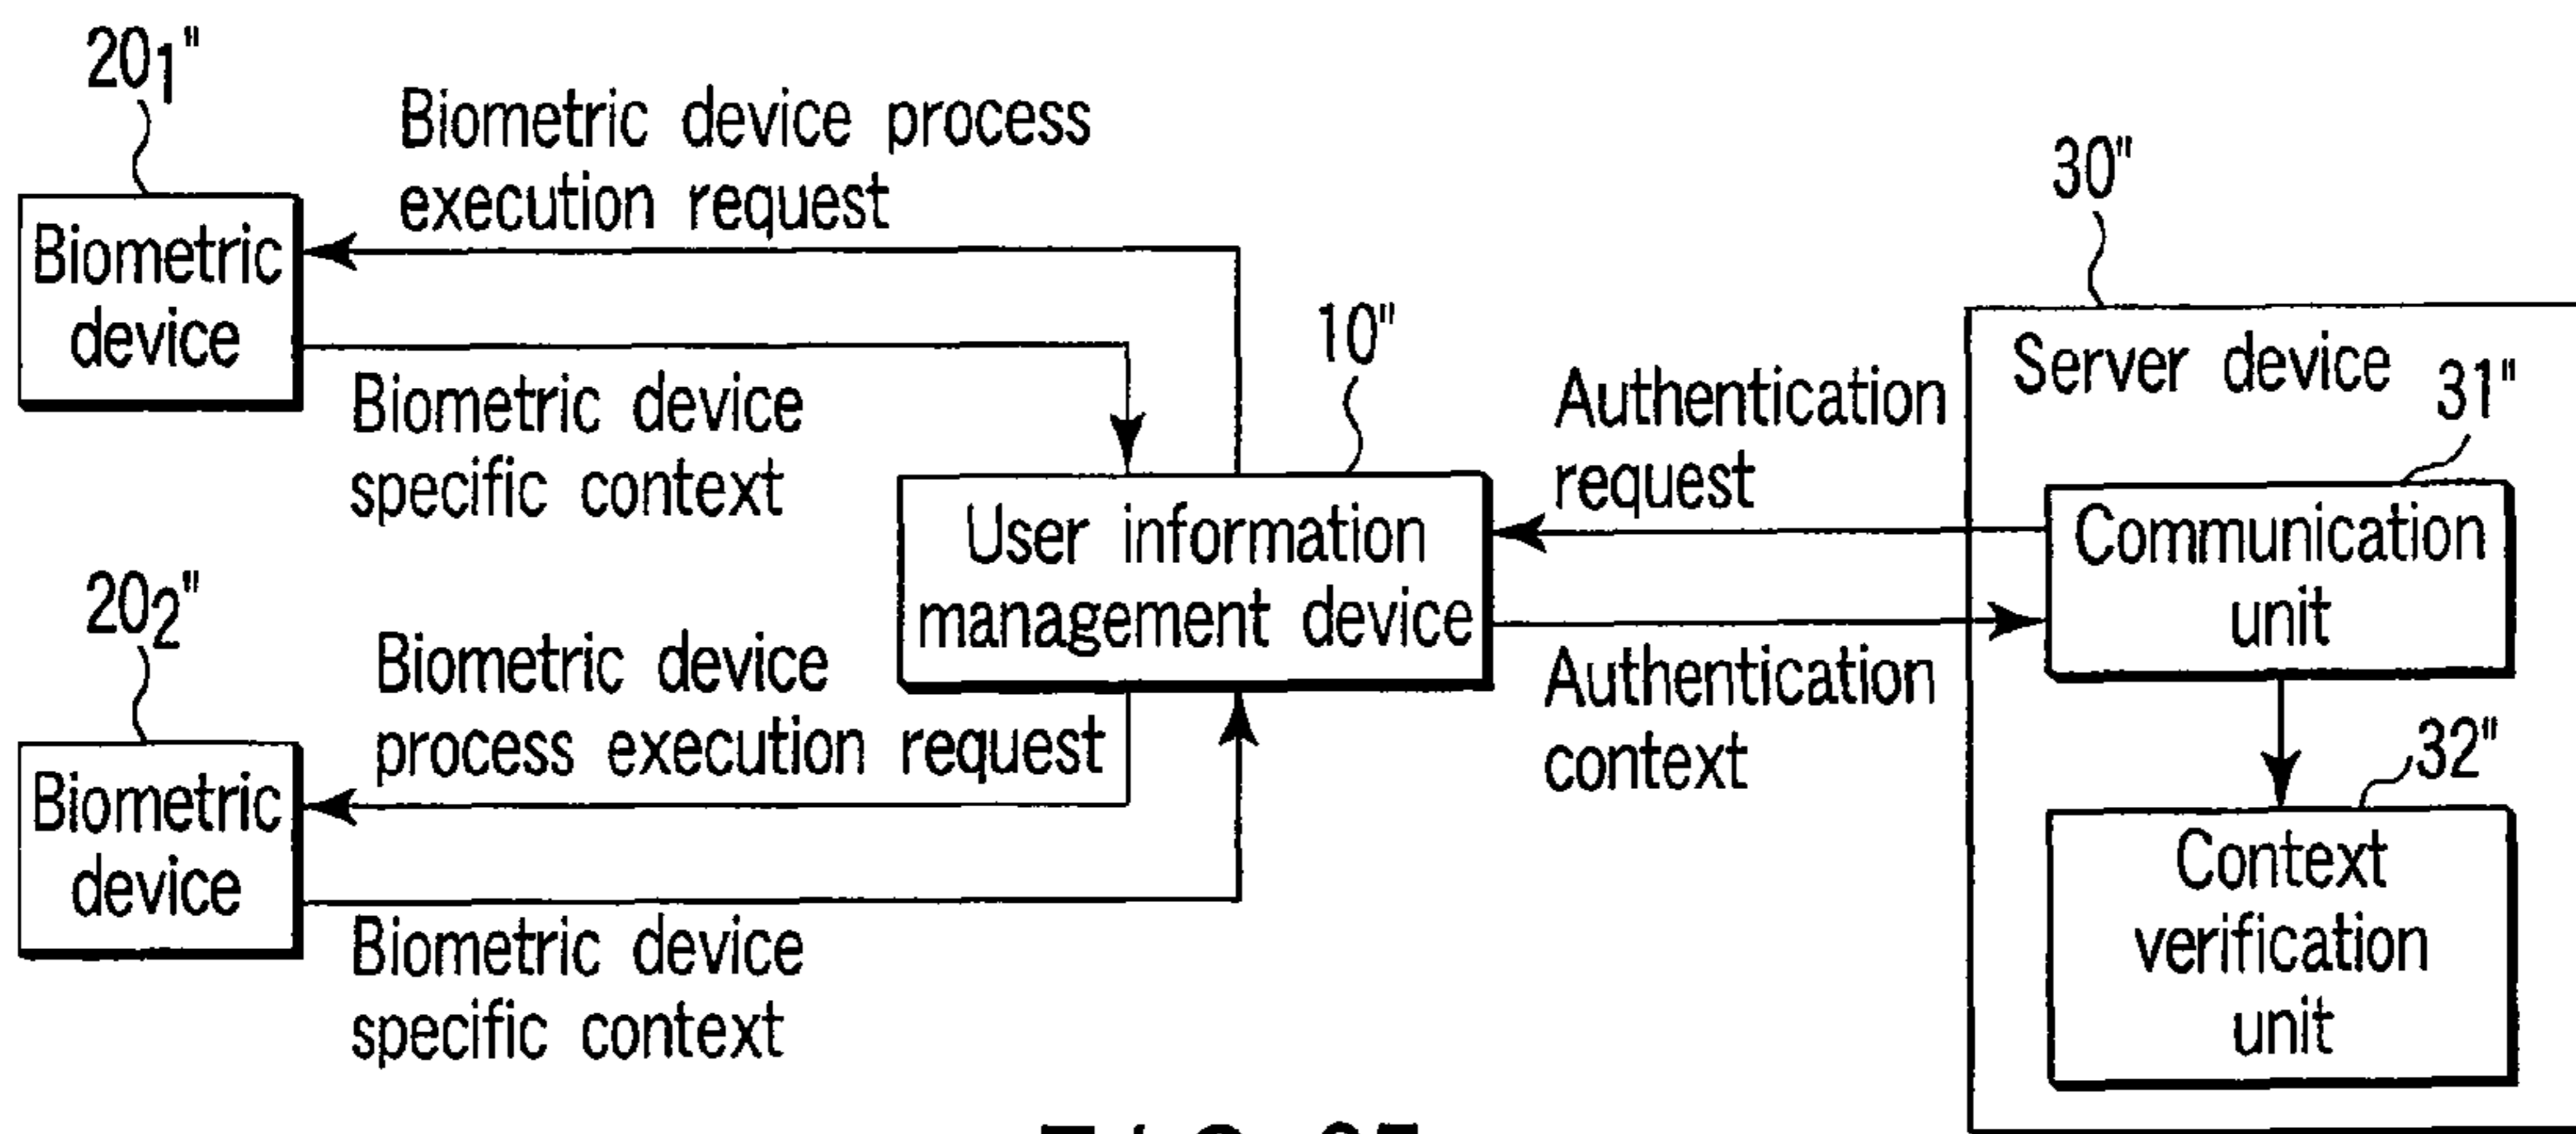 20₁"
Biometric device process
execution request
Biometric
device
Biometric device
specific context
20₂"
Biometric device
process execution request
Biometric
device
Biometric device
specific context
10"
User information
management device
Authentication
request
Authentication
context
30"
Server device
31"
Communication
unit
32"
Context
verification
unit